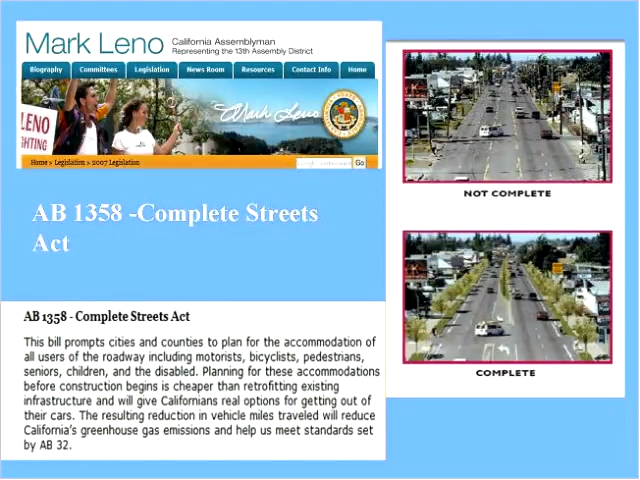 Mark Leno
California Assemblyman
Representing the 13th Assembly District
Biography Committees Legislation News Room Resources Contact Info Home
LENO
GHTING
Mark Leno
Home > Legislation > 2007 Legislation
Go
NOT COMPLETE
AB 1358 -Complete Streets
Act
COMPLETE
AB 1358 - Complete Streets Act
This bill prompts cities and counties to plan for the accommodation of
all users of the roadway including motorists, bicyclists, pedestrians,
seniors, children, and the disabled. Planning for these accommodations
before construction begins is cheaper than retrofitting existing
infrastructure and will give Californians real options for getting out of
their cars. The resulting reduction in vehicle miles traveled will reduce
California's greenhouse gas emissions and help us meet standards set
by AB 32.